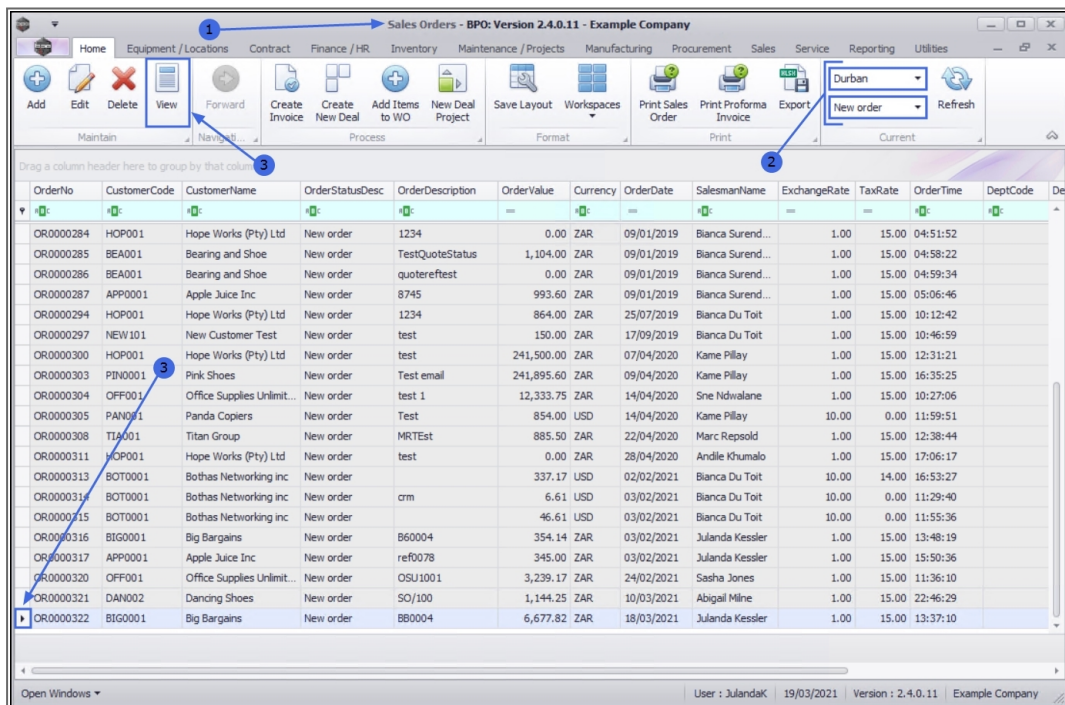 1
Sales Orders - BPO: Version 2.4.0.11 - Example Company
Home Equipment / Locations Contract Finance / HR Inventory Maintenance / Projects Manufacturing Procurement Sales Service Reporting Utilities
Add Edit Delete View Forward Create Invoice Create New Deal Add Items to WO New Deal Project Save Layout Workspaces Print Sales Order Print Proforma Invoice Export Durban New order Refresh
Maintain Navigati... Process Format Print Current
3 2
Drag a column header here to group by that colum
OrderNo CustomerCode CustomerName OrderStatusDesc OrderDescription OrderValue Currency OrderDate SalesmanName ExchangeRate TaxRate OrderTime DeptCode De
OR0000284 HOP001 Hope Works (Pty) Ltd New order 1234 0.00 ZAR 09/01/2019 Bianca Surend... 1.00 15.00 04:51:52
OR0000285 BEA001 Bearing and Shoe New order TestQuoteStatus 1,104.00 ZAR 09/01/2019 Bianca Surend... 1.00 15.00 04:58:22
OR0000286 BEA001 Bearing and Shoe New order quotereftest 0.00 ZAR 09/01/2019 Bianca Surend... 1.00 15.00 04:59:34
OR0000287 APP0001 Apple Juice Inc New order 8745 993.60 ZAR 09/01/2019 Bianca Surend... 1.00 15.00 05:06:46
OR0000294 HOP001 Hope Works (Pty) Ltd New order 1234 864.00 ZAR 25/07/2019 Bianca Du Toit 1.00 15.00 10:12:42
OR0000297 NEW101 New Customer Test New order test 150.00 ZAR 17/09/2019 Bianca Du Toit 1.00 15.00 10:46:59
OR0000300 HOP001 Hope Works (Pty) Ltd New order test 241,500.00 ZAR 07/04/2020 Kame Pillay 1.00 15.00 12:31:21
3
OR0000303 PIN0001 Pink Shoes New order Test email 241,895.60 ZAR 09/04/2020 Kame Pillay 1.00 15.00 16:35:25
OR0000304 OFF001 Office Supplies Unlimit... New order test 1 12,333.75 ZAR 14/04/2020 Sne Ndwalane 1.00 15.00 10:27:06
OR0000305 PAN001 Panda Copiers New order Test 854.00 USD 14/04/2020 Kame Pillay 10.00 0.00 11:59:51
OR0000308 TIA001 Titan Group New order MRTEst 885.50 ZAR 22/04/2020 Marc Repsold 1.00 15.00 12:38:44
OR0000311 HOP001 Hope Works (Pty) Ltd New order test 0.00 ZAR 28/04/2020 Andile Khumalo 1.00 15.00 17:06:17
OR0000313 BOT0001 Bothas Networking inc New order 337.17 USD 02/02/2021 Bianca Du Toit 10.00 14.00 16:53:27
OR0000314 BOT0001 Bothas Networking inc New order crm 6.61 USD 03/02/2021 Bianca Du Toit 10.00 0.00 11:29:40
OR0000315 BOT0001 Bothas Networking inc New order 46.61 USD 03/02/2021 Bianca Du Toit 10.00 0.00 11:55:36
OR0000316 BIG0001 Big Bargains New order B60004 354.14 ZAR 03/02/2021 Julanda Kessler 1.00 15.00 13:48:19
OR0000317 APP0001 Apple Juice Inc New order ref0078 345.00 ZAR 03/02/2021 Julanda Kessler 1.00 15.00 15:50:36
OR0000320 OFF001 Office Supplies Unlimit... New order OSU1001 3,239.17 ZAR 24/02/2021 Sasha Jones 1.00 15.00 11:36:10
OR0000321 DAN002 Dancing Shoes New order SO/100 1,144.25 ZAR 10/03/2021 Abigail Milne 1.00 15.00 22:46:29
OR0000322 BIG0001 Big Bargains New order BB0004 6,677.82 ZAR 18/03/2021 Julanda Kessler 1.00 15.00 13:37:10
Open Windows User : JulandaK 19/03/2021 Version : 2.4.0.11 Example Company